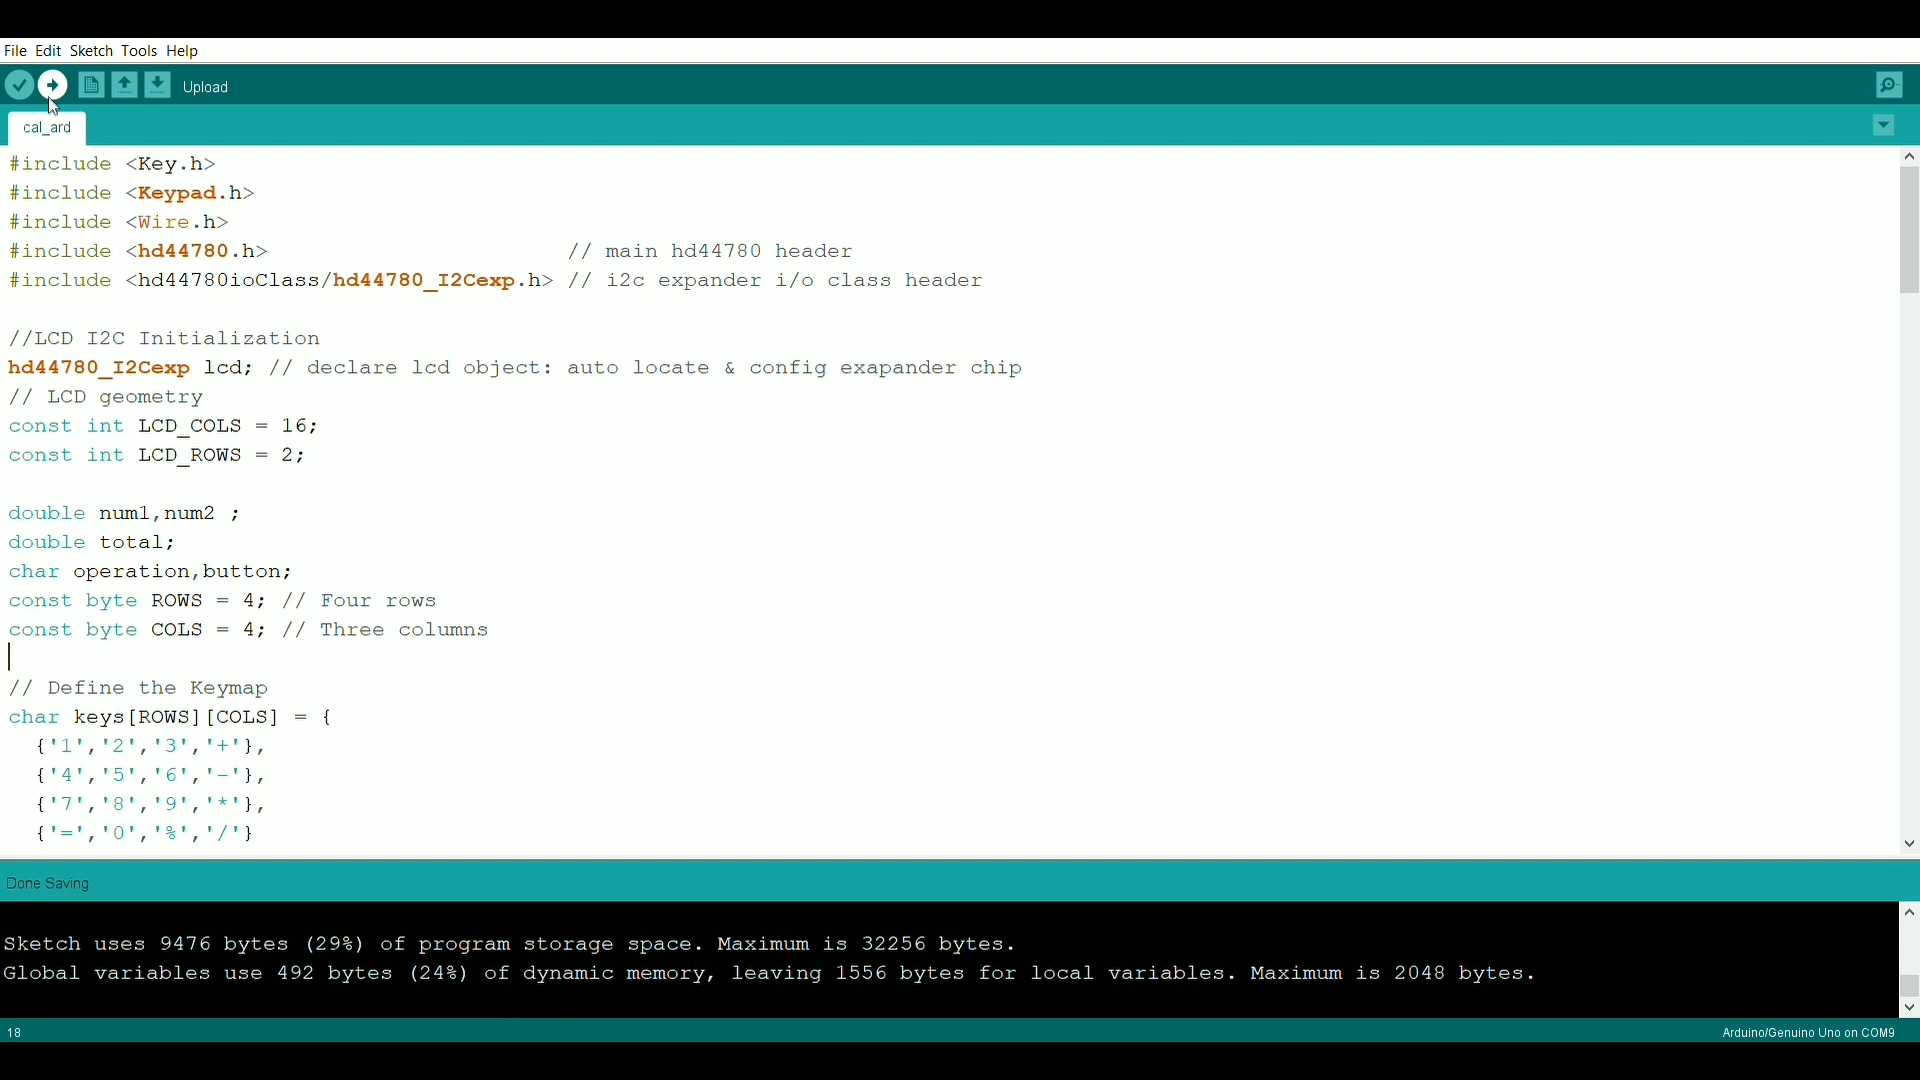 File Edit Sketch Tools Help
Upload
cal_ard
#include <Key.h>
#include <Keypad.h>
#include <Wire.h>
#include <hd44780.h> // main hd44780 header
#include <hd44780ioClass/hd44780_I2Cexp.h> // i2c expander i/o class header
//LCD I2C Initialization
hd44780_I2Cexp lcd; // declare lcd object: auto locate & config exapander chip
// LCD geometry
const int LCD_COLS = 16;
const int LCD_ROWS = 2;
double num1,num2 ;
double total;
char operation,button;
const byte ROWS = 4; // Four rows
const byte COLS = 4; // Three columns
// Define the Keymap
char keys[ROWS][COLS] = {
{'1','2','3','+'},
{'4','5','6','-'},
{'7','8','9','*'},
{'=','0','%','/'}
Done Saving.
Sketch uses 9476 bytes (29%) of program storage space. Maximum is 32256 bytes.
Global variables use 492 bytes (24%) of dynamic memory, leaving 1556 bytes for local variables. Maximum is 2048 bytes.
18 Arduino/Genuino Uno on COM9